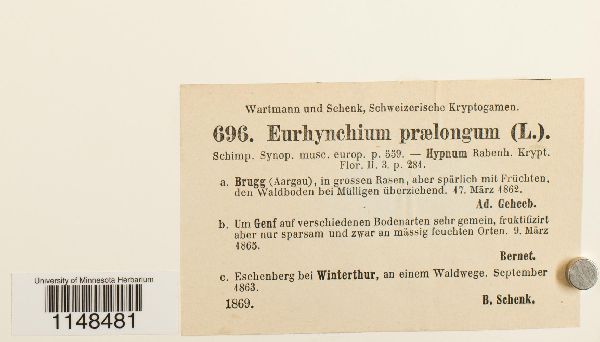 Wartmann und Schenk, Schweizerische Kryptogamen.
696. Eurhynchium prælongum (L.).
Schimp. Synop. musc. europ. p. 559. — Hypnum Rabenh. Krypt.
Flor. II. 3. p. 281.
a. Brugg (Aargau), in grossen Rasen, aber spärlich mit Früchten,
den Waldboden bei Mülligen überziehend. 17. März 1862.
Ad. Geheeb.
b. Um Genf auf verschiedenen Bodenarten sehr gemein, fruktifizirt
aber nur sparsam und zwar an mässig feuchten Orten. 9. März
1865.
Bernet.
c. Eschenberg bei Winterthur, an einem Waldwege. September
1863.
1869. B. Schenk.
University of Minnesota Herbarium
1148481